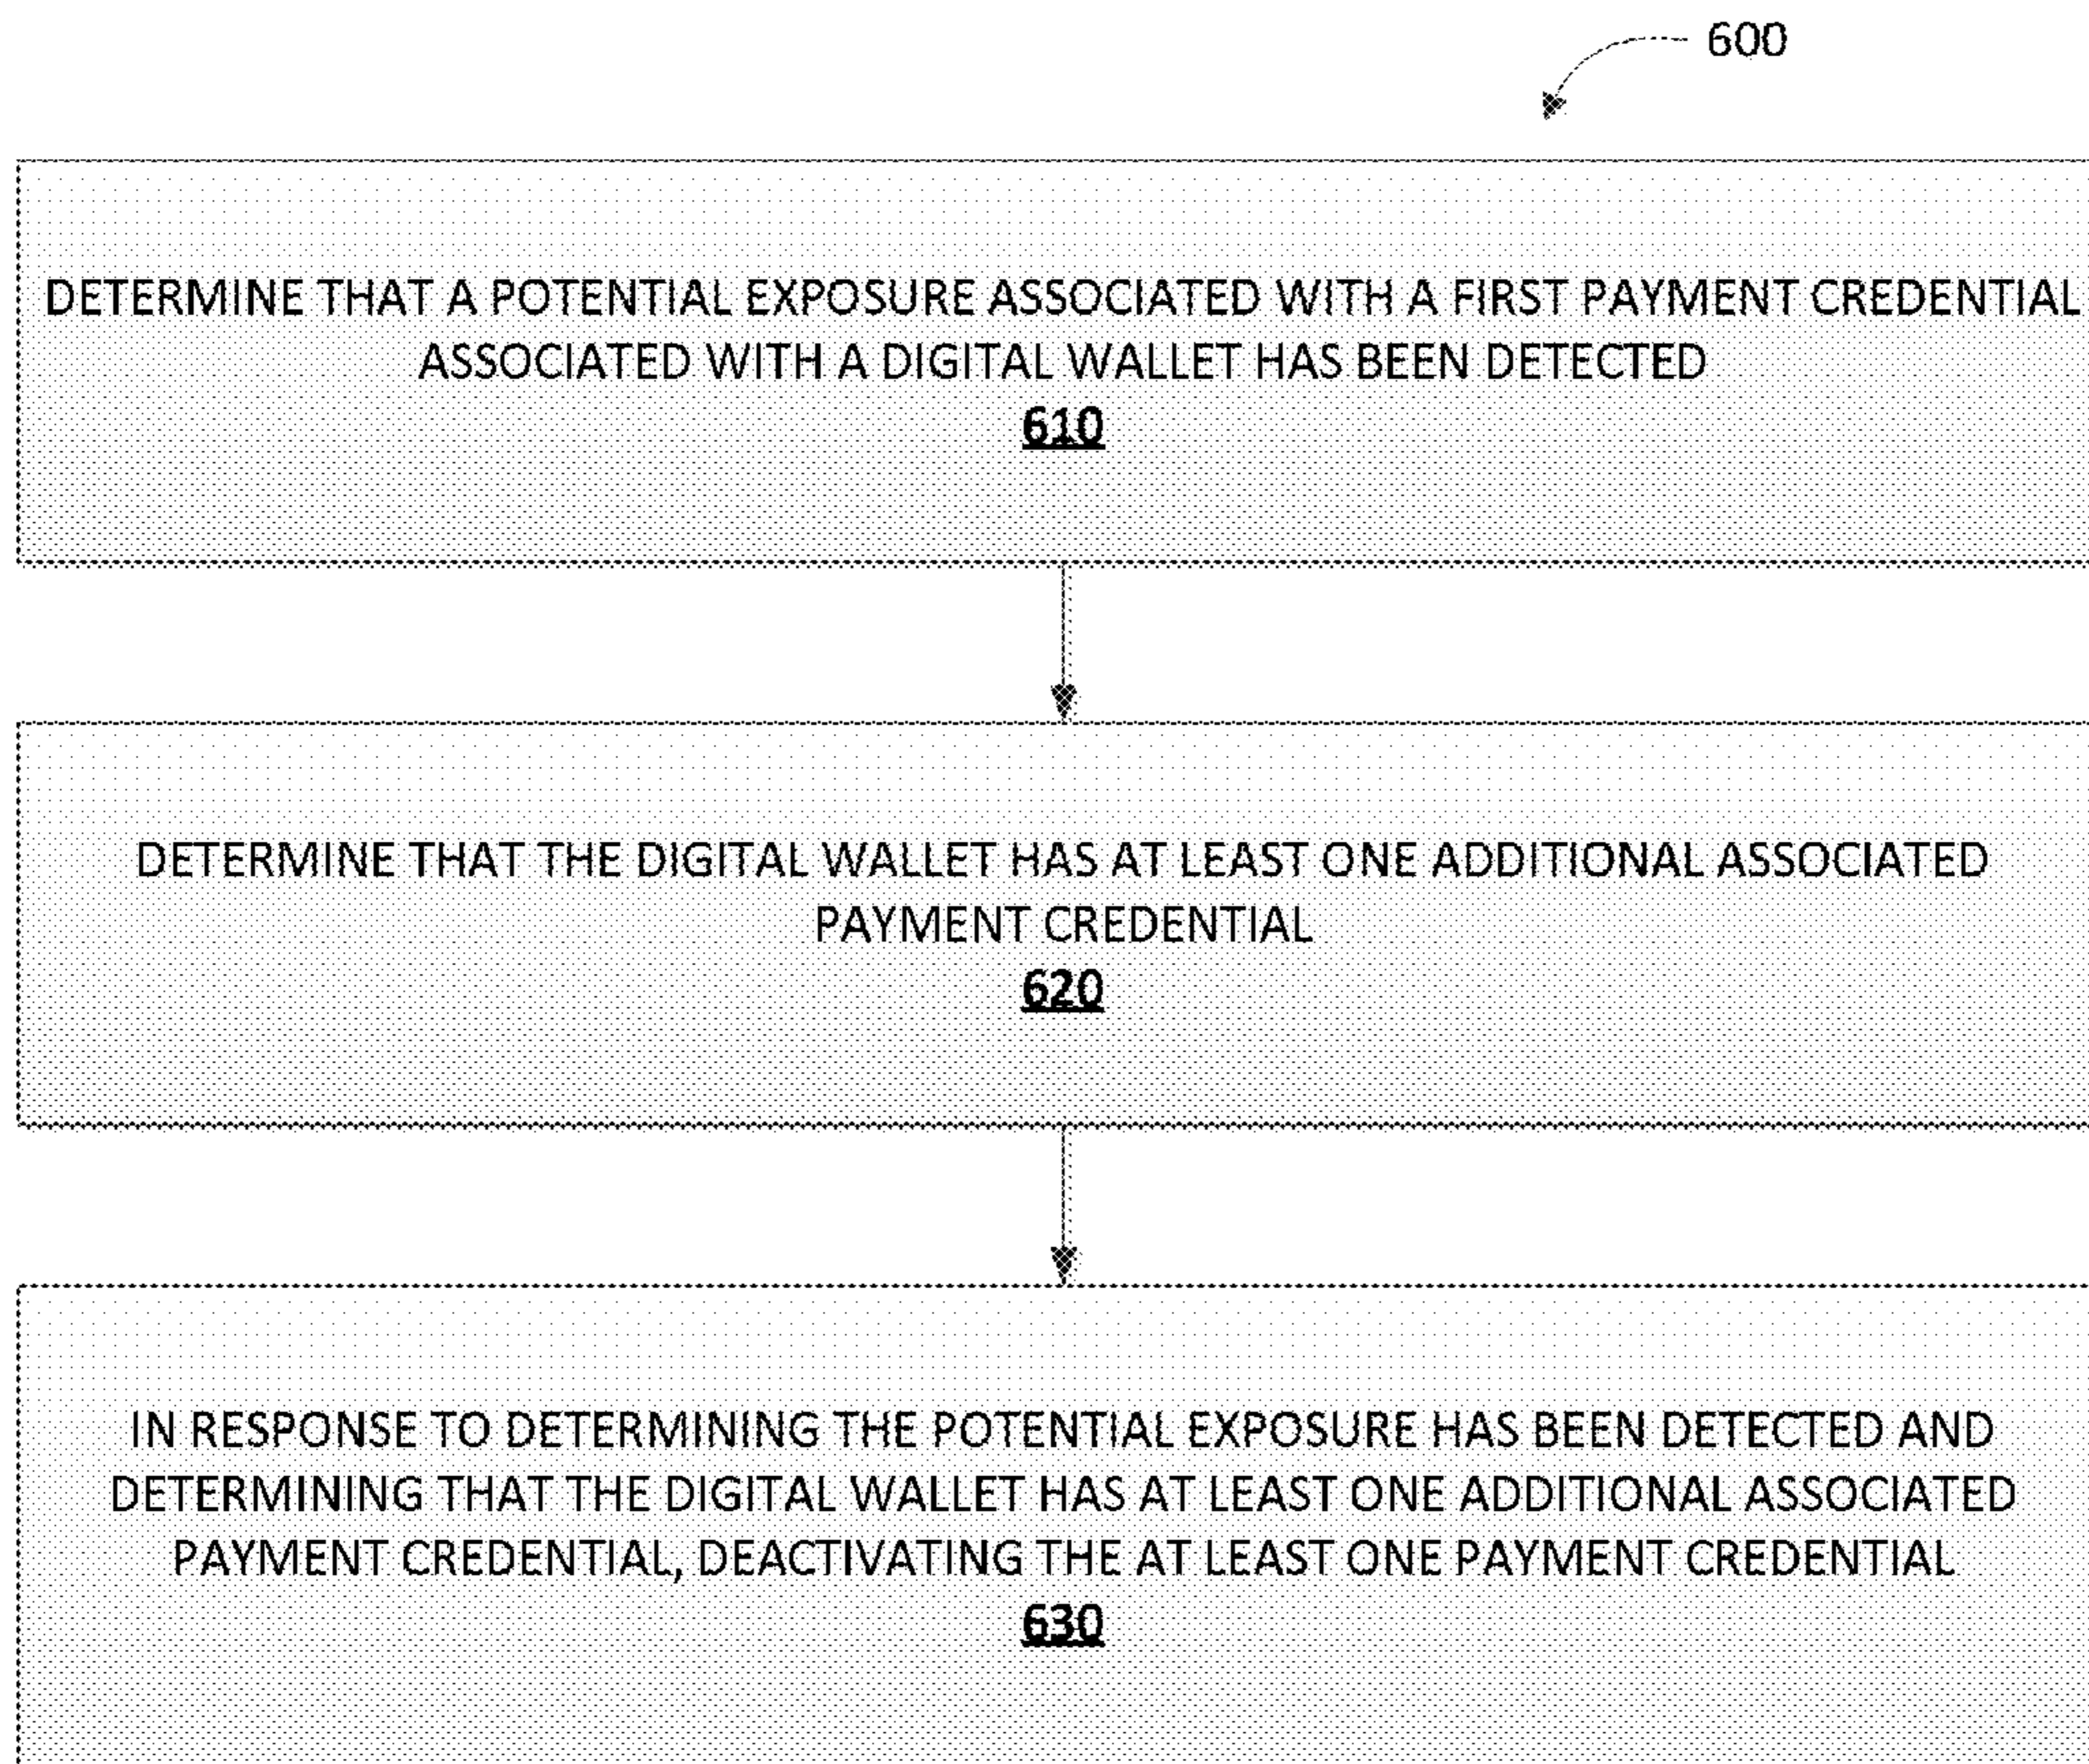 600
DETERMINE THAT A POTENTIAL EXPOSURE ASSOCIATED WITH A FIRST PAYMENT CREDENTIAL
ASSOCIATED WITH A DIGITAL WALLET HAS BEEN DETECTED
610
DETERMINE THAT THE DIGITAL WALLET HAS AT LEAST ONE ADDITIONAL ASSOCIATED
PAYMENT CREDENTIAL
620
IN RESPONSE TO DETERMINING THE POTENTIAL EXPOSURE HAS BEEN DETECTED AND
DETERMINING THAT THE DIGITAL WALLET HAS AT LEAST ONE ADDITIONAL ASSOCIATED
PAYMENT CREDENTIAL, DEACTIVATING THE AT LEAST ONE PAYMENT CREDENTIAL
630